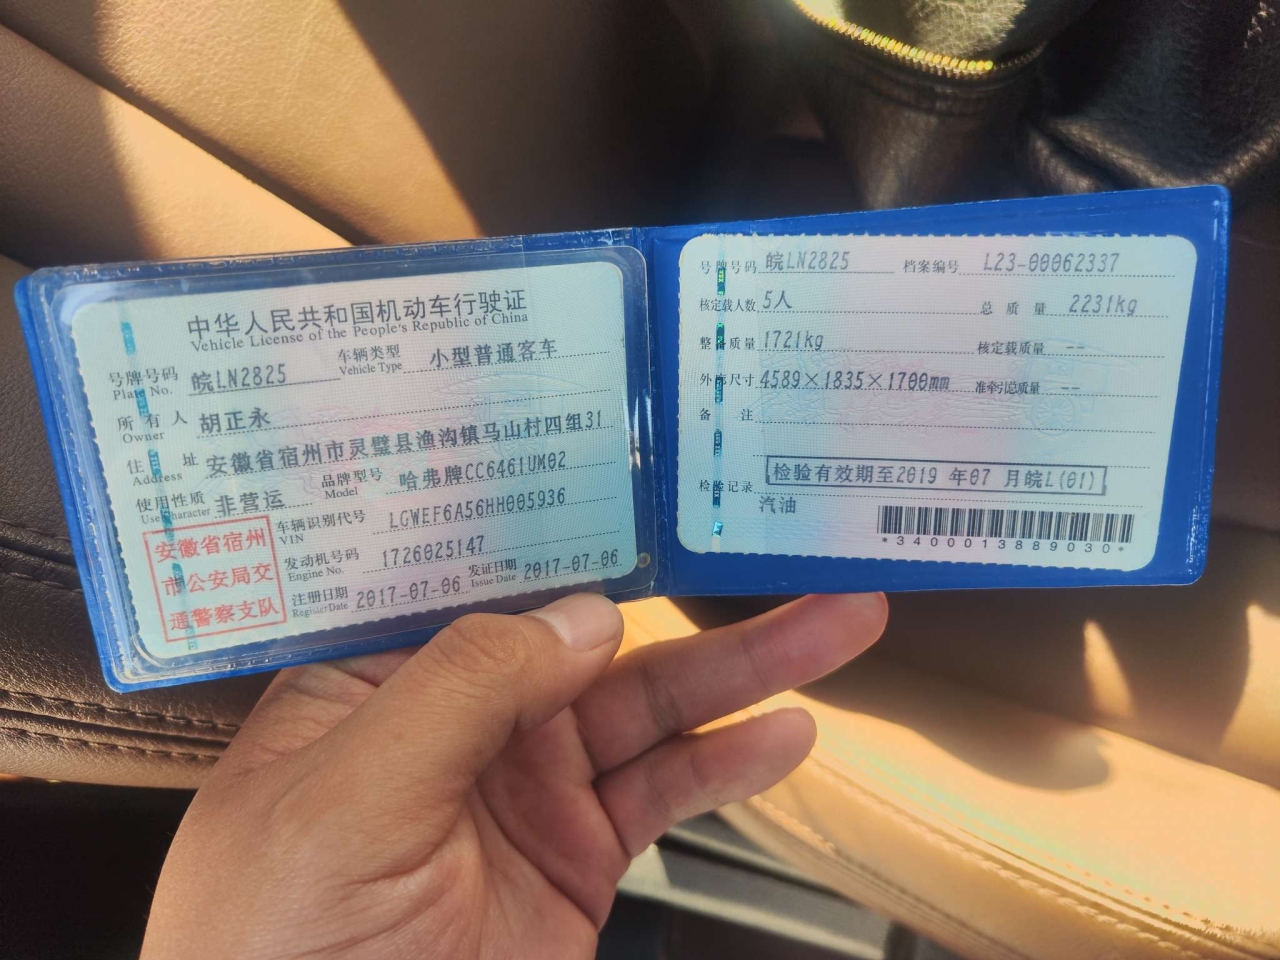 中华人民共和国机动车行驶证
Vehicle License of the People's Republic of China
号牌号码 皖LN2825 车辆类型 小型普通客车
Plate No. Vehicle Type
所有人 胡正永
Owner
住址 安徽省宿州市灵璧县渔沟镇马山村四组31
Address
使用性质 非营运 品牌型号 哈弗牌CC6461UM02
Use Character Model
安徽省宿州
市公安局交
通警察支队
车辆识别代号 LGWEF6A56HH005936
VIN
发动机号码 1726025147
Engine No.
注册日期 2017-07-06 发证日期 2017-07-06
Register Date Issue Date
号牌号码 皖LN2825 档案编号 L23-00062337
核定载人数 5人 总质量 2231kg
整备质量 1721kg 核定载质量 --
外廓尺寸 4589×1835×1700mm 准牵引总质量 --
备注
检验有效期至2019 年07 月皖L(01)
检验记录
汽油
*3400013889030*